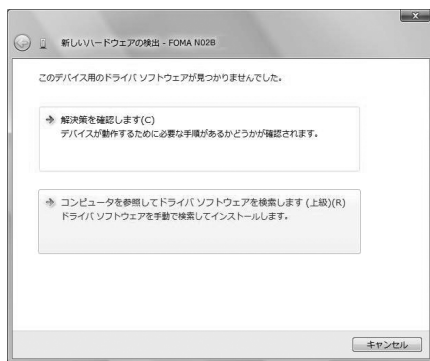 新しいハードウェアの検出 - FOMA N02B
このデバイス用のドライバ ソフトウェアが見つかりませんでした。
解決策を確認します(C)
デバイスが動作するために必要な手順があるかどうかが確認されます。
コンピュータを参照してドライバ ソフトウェアを検索します (上級)(R)
ドライバ ソフトウェアを手動で検索してインストールします。
キャンセル